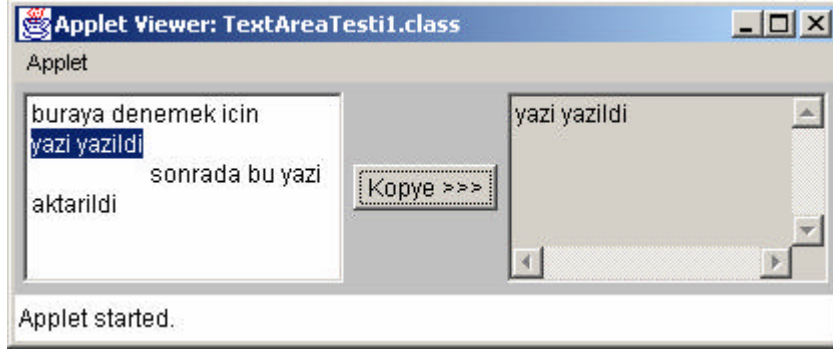 Applet Viewer: TextAreaTesti1.class
Applet
buraya denemek icin
yazi yazildi
sonrada bu yazi
aktarildi
Kopye >>>
yazi yazildi
Applet started.